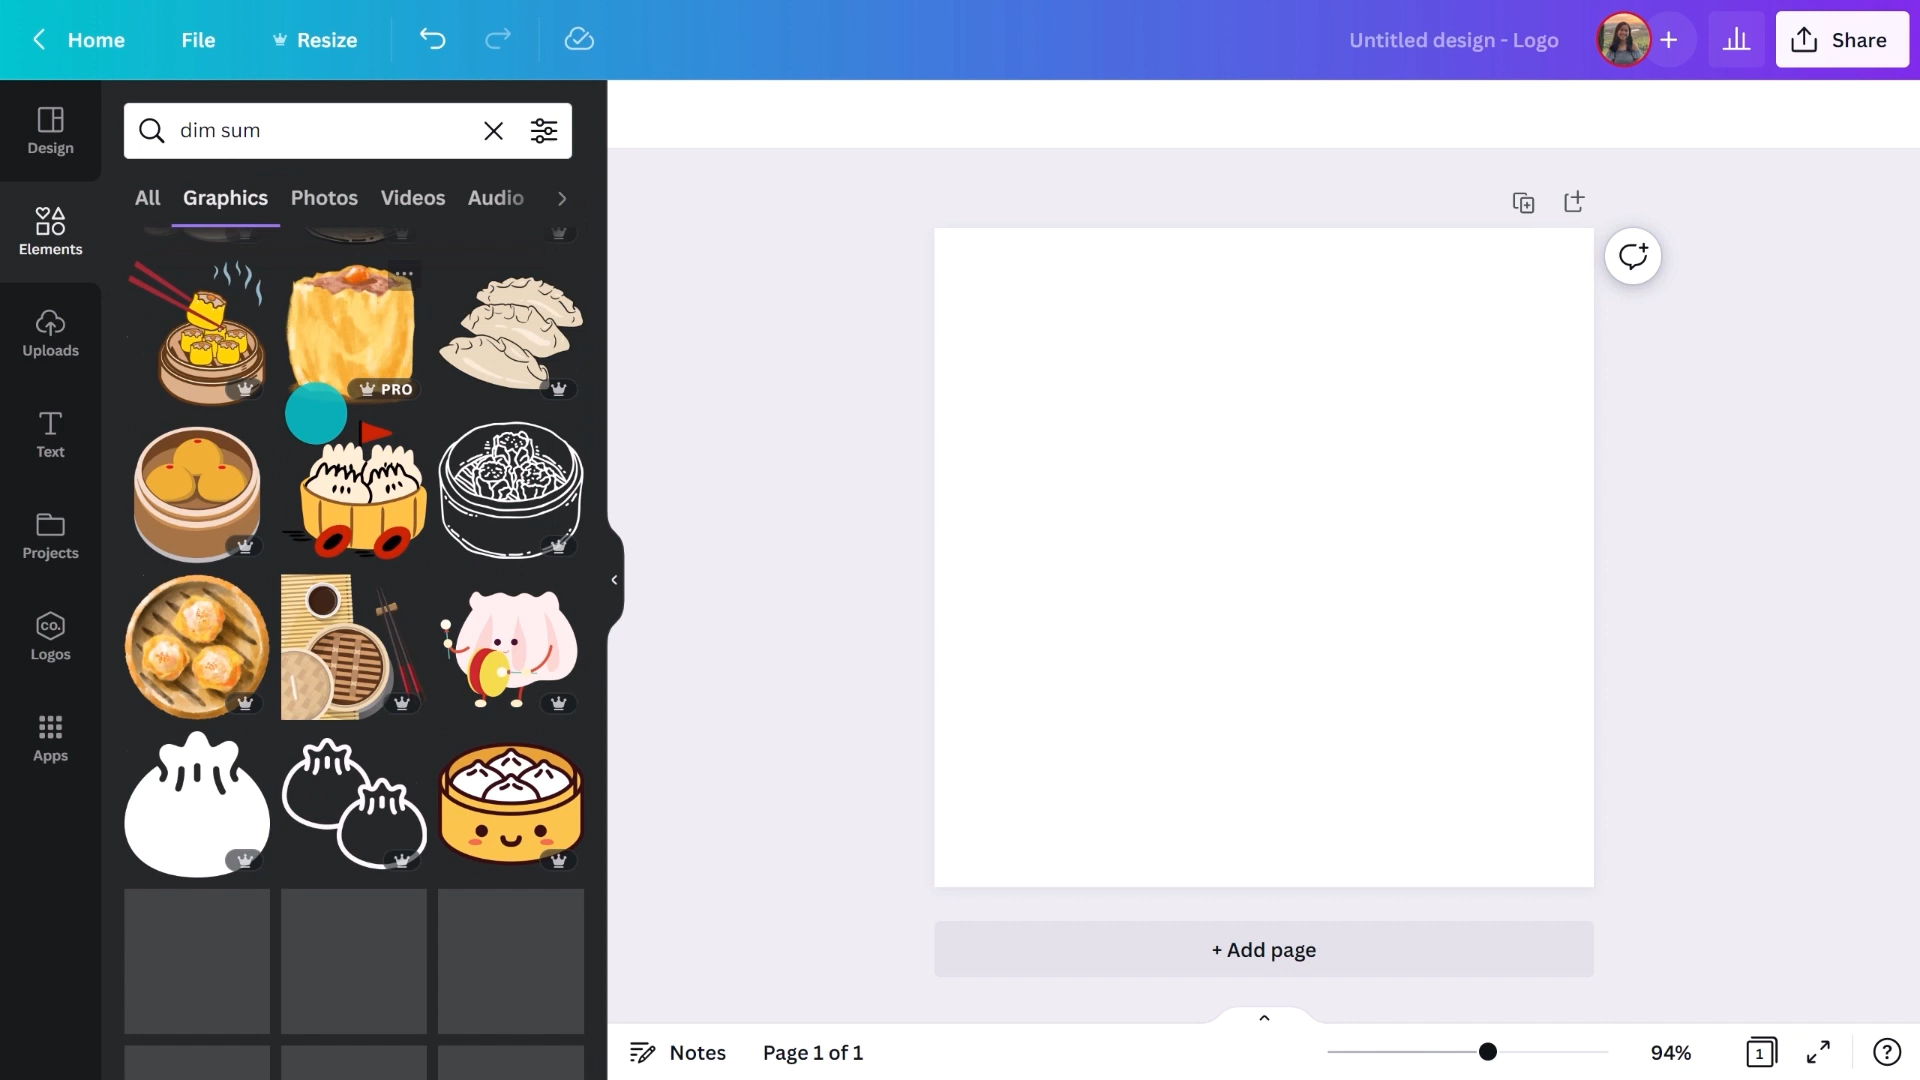 Home File Resize Untitled design - Logo Share
Design
Elements
Uploads
Text
Projects
CO.
Logos
Apps
dim sum
All Graphics Photos Videos Audio
PRO
+ Add page
Notes Page 1 of 1 94% 1 ?